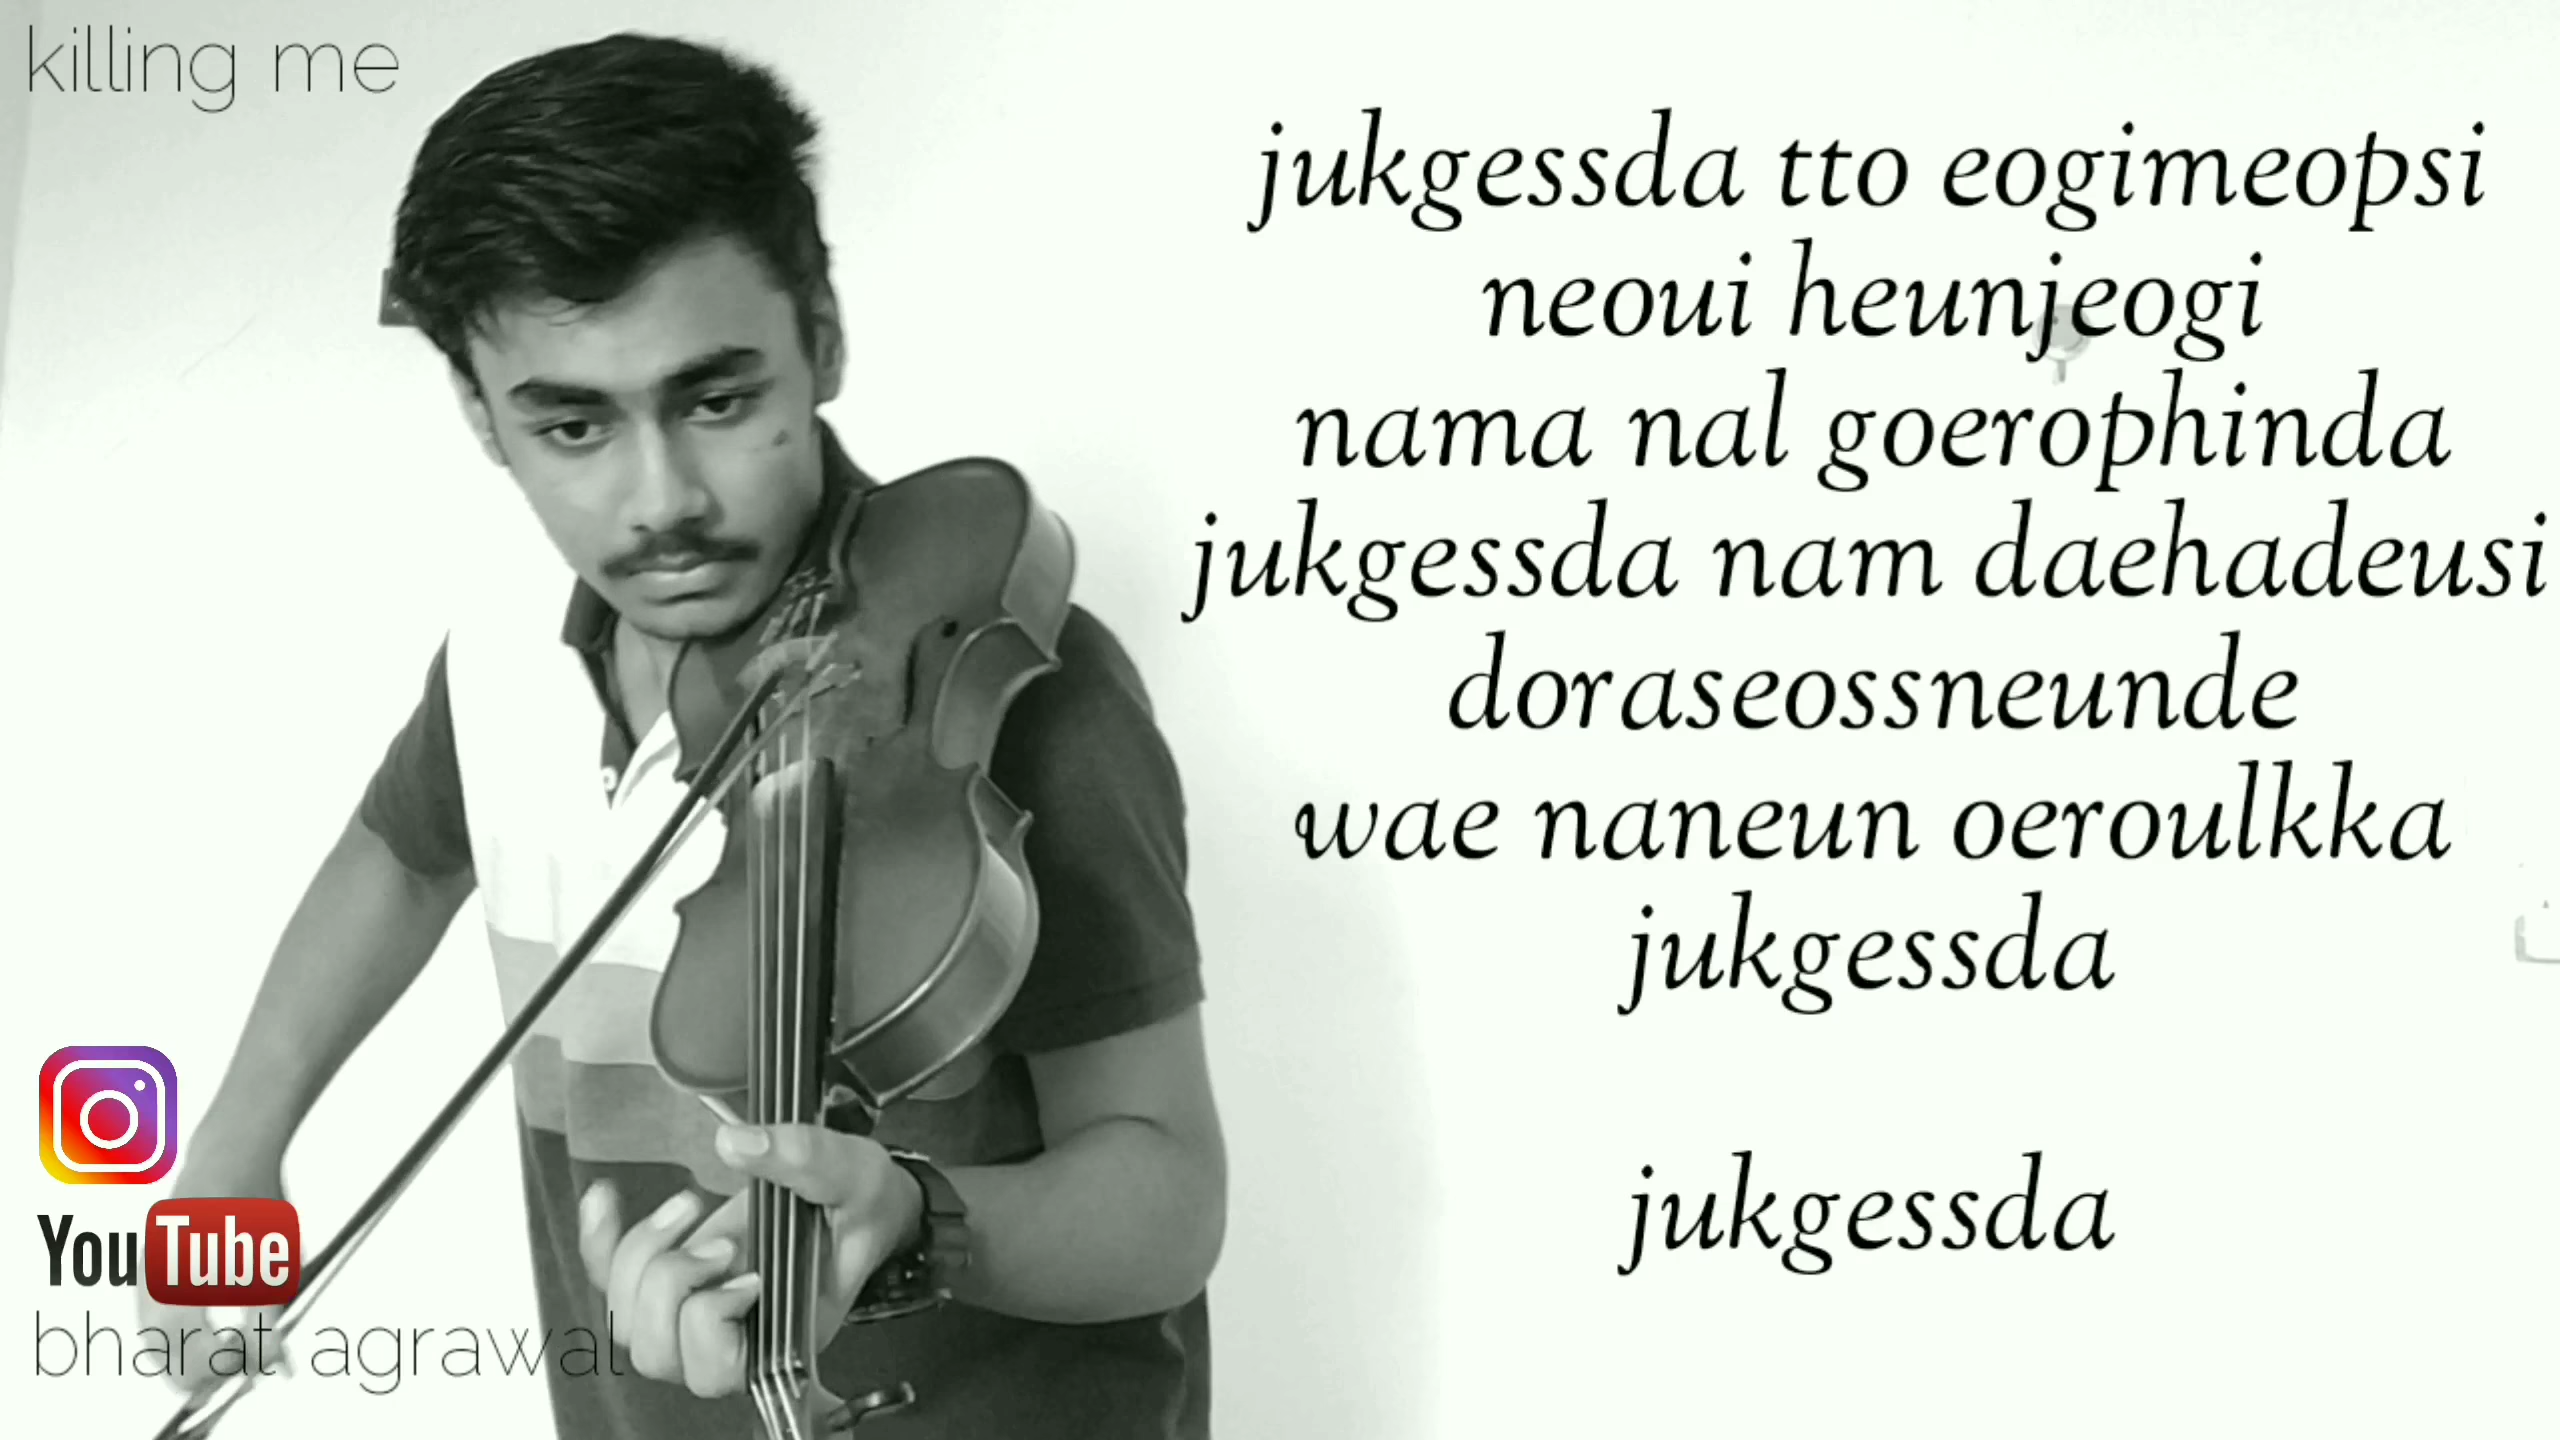 killing me
jukgessda tto eogimeopsi
neoui heunjeogi
nama nal goerophinda
jukgessda nam daehadeusi
doraseossneunde
wae naneun oeroulkka
jukgessda
jukgessda
YouTube
bharat agrawal